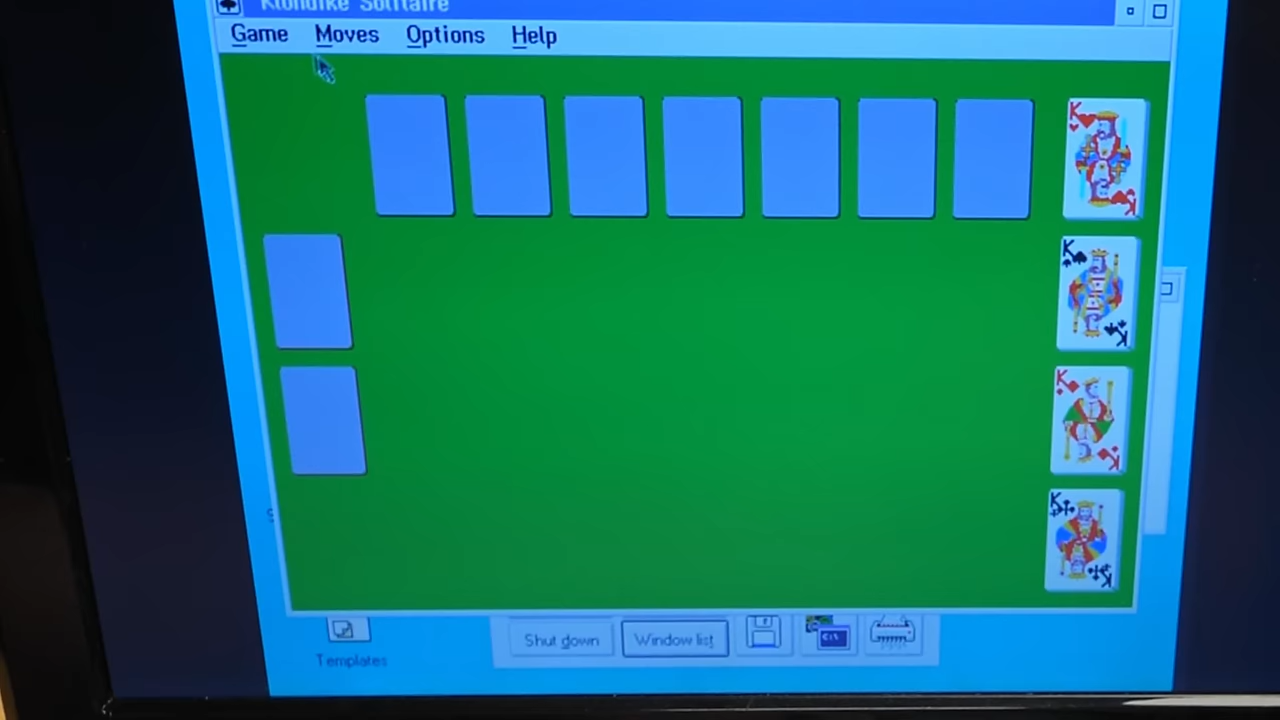 Klondike Solitaire
Game Moves Options Help
K
K
K
K
K
K
K
K
Shut down Window list
C:\
Templates